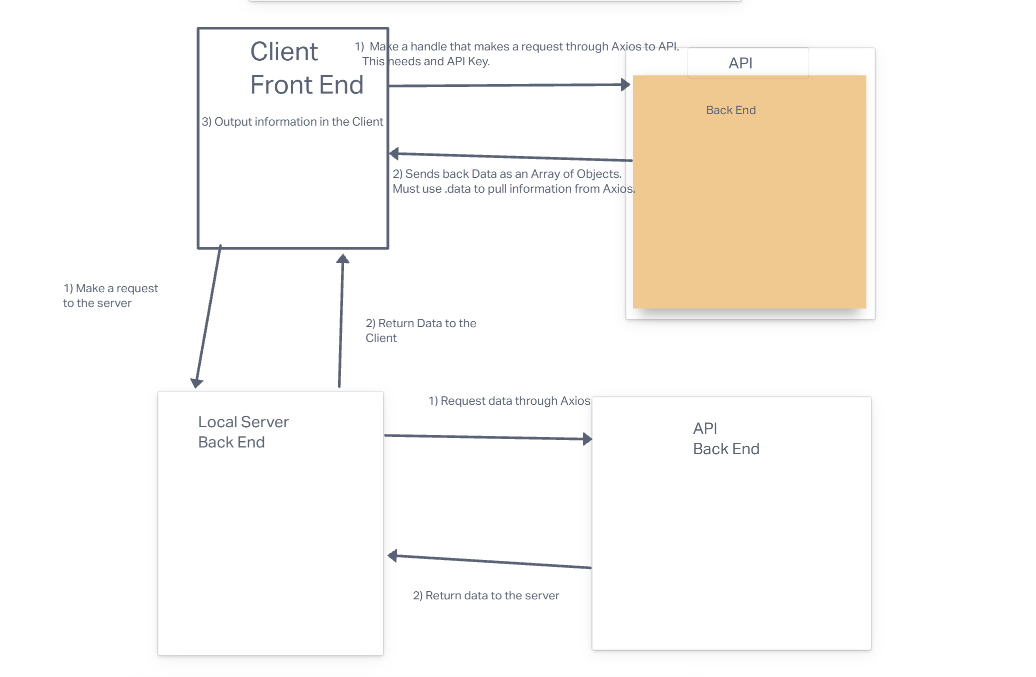 Client
Front End
1)  Make a handle that makes a request through Axios to API.
This needs and API Key.
API
Back End
3) Output information in the Client
2) Sends back Data as an Array of Objects.
Must use .data to pull information from Axios.
1) Make a request
to the server
2) Return Data to the
Client
Local Server
Back End
1) Request data through Axios
API
Back End
2) Return data to the server